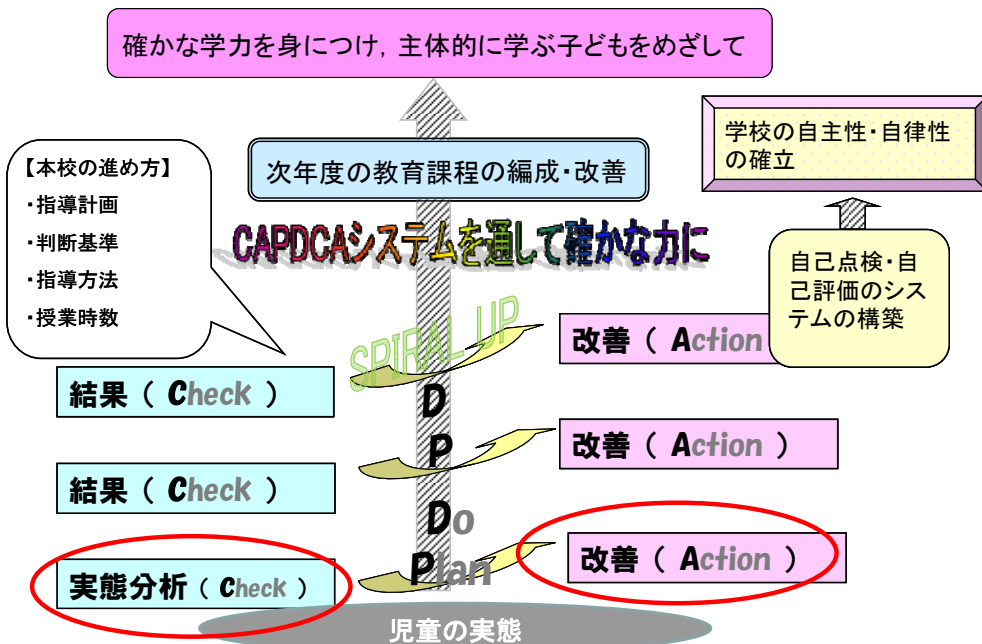 確かな学力を身につけ，主体的に学ぶ子どもをめざして
学校の自主性・自律性
の確立
次年度の教育課程の編成・改善
【本校の進め方】
・指導計画
・判断基準
・指導方法
・授業時数
CAPDCAシステムを通して確かな力に
自己点検・自
己評価のシス
テムの構築
SPIRAL UP
改善（ Action
結果（ Check ）
D
P
改善（ Action ）
結果（ Check ）
Do
Plan
改善（ Action ）
実態分析（ Check ）
児童の実態